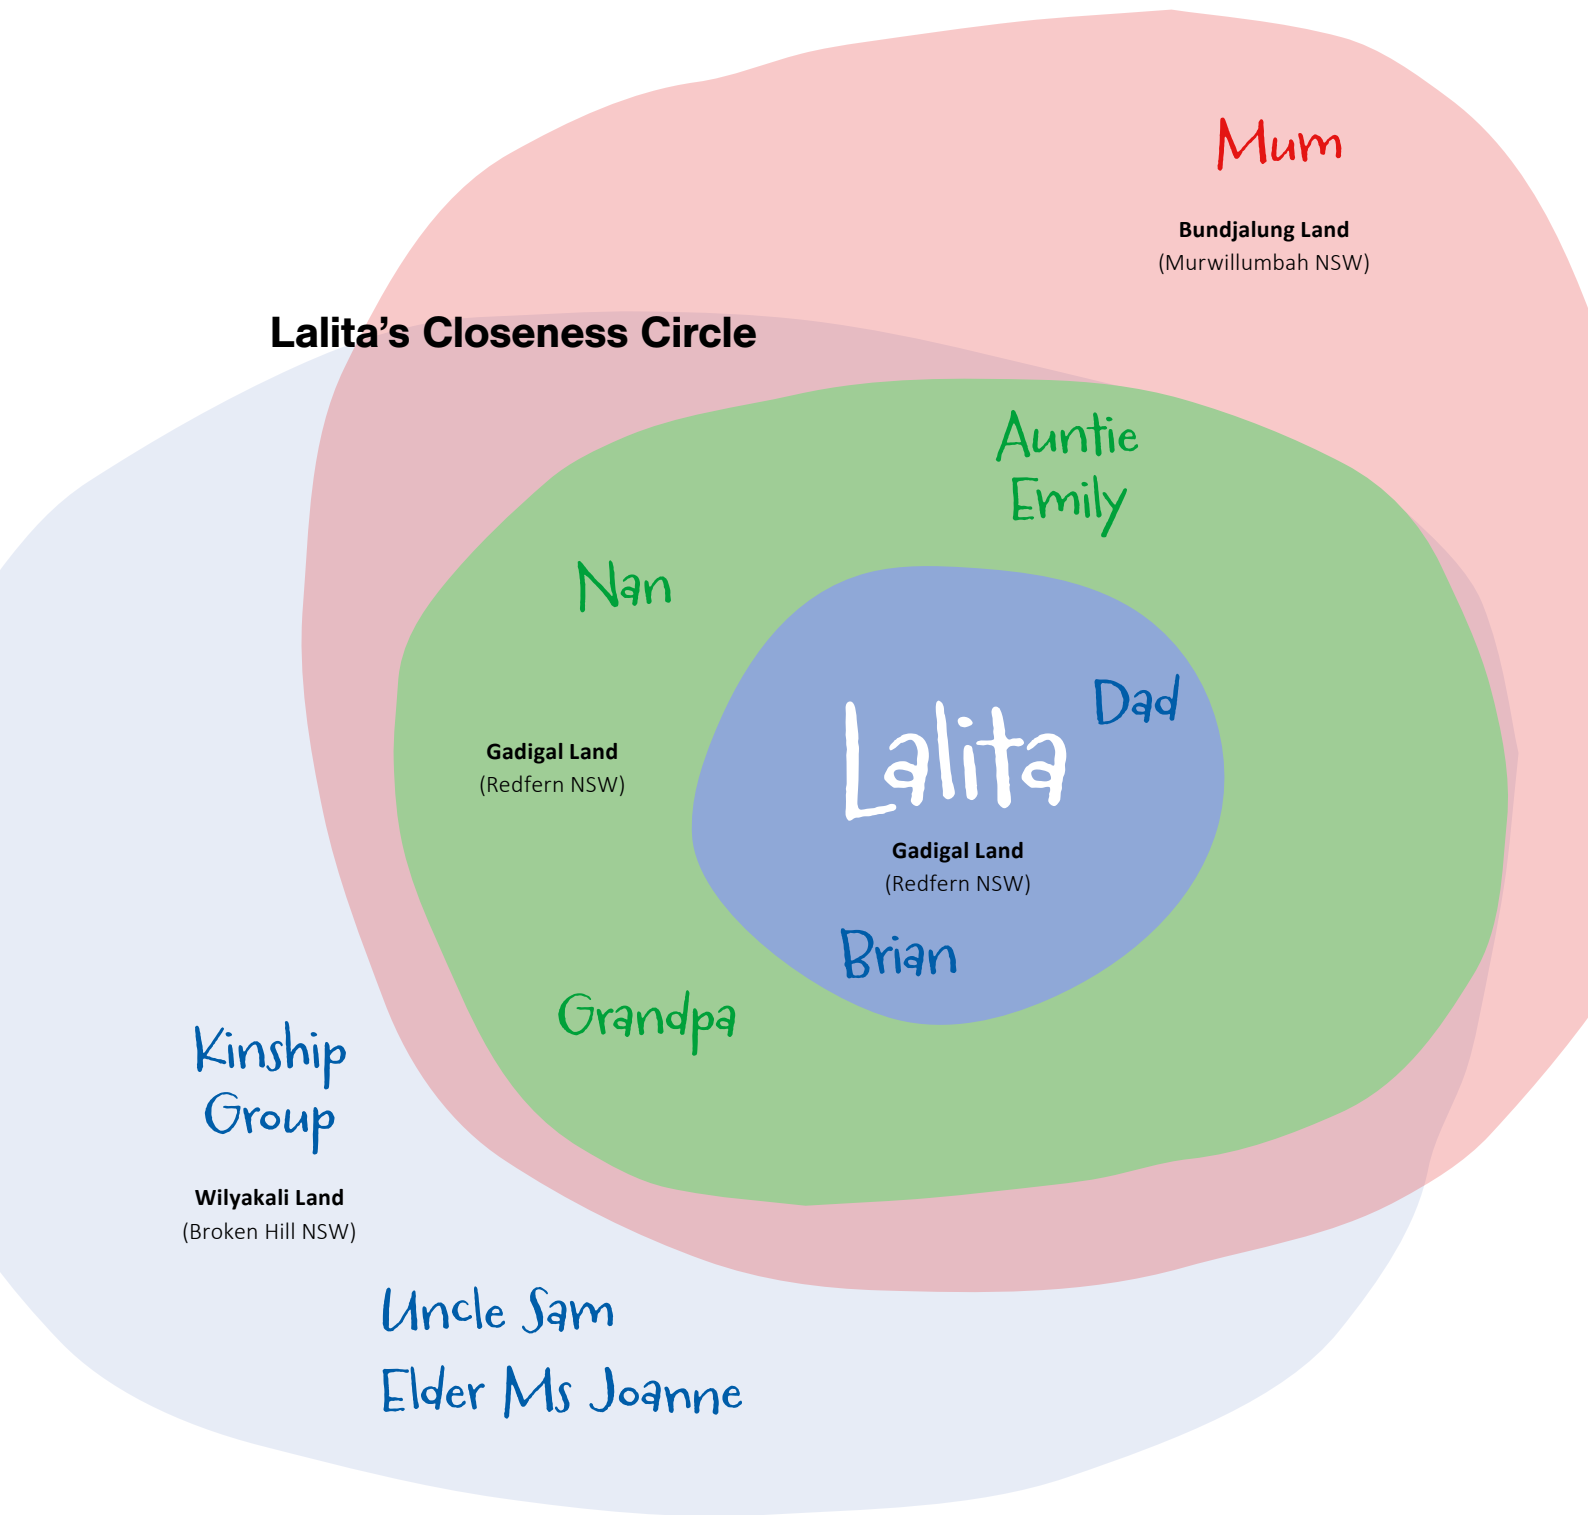 Mum
Bundjalung Land
(Murwillumbah NSW)
Lalita’s Closeness Circle
Auntie
Emily
Nan
Dad
Lalita
Gadigal Land
(Redfern NSW)
Gadigal Land
(Redfern NSW)
Brian
Grandpa
Kinship
Group
Wilyakali Land
(Broken Hill NSW)
Uncle Sam
Elder Ms Joanne